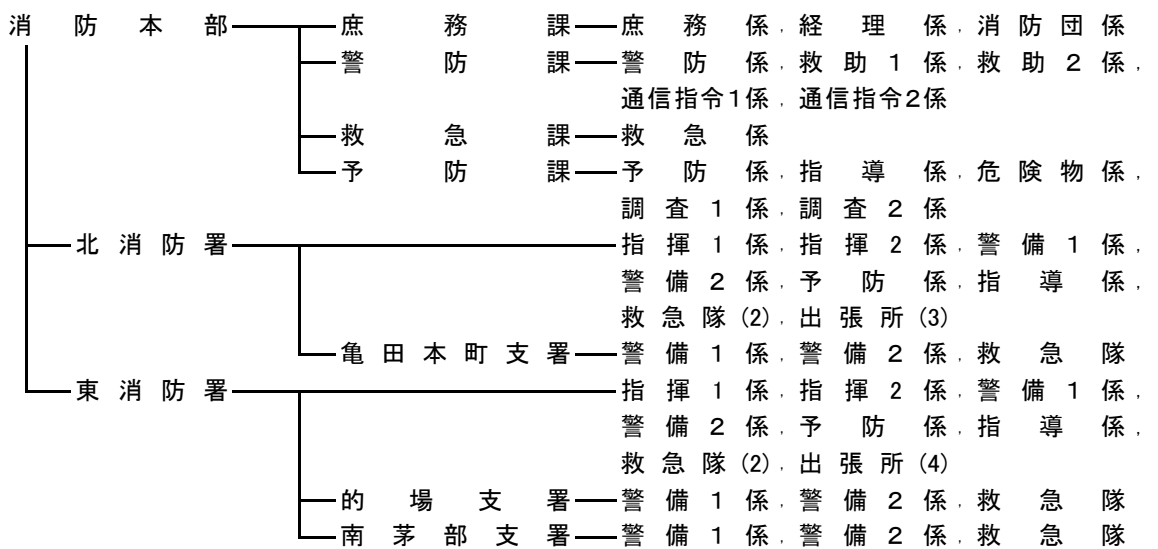 消防本部 庶務課 庶務係，経理係，消防団係
警防課 警防係，救助1係，救助2係，
通信指令1係，通信指令2係
救急課 救急係
予防課 予防係，指導係，危険物係，
調査1係，調査2係
北消防署 指揮1係，指揮2係，警備1係，
警備2係，予防係，指導係，
救急隊(2)，出張所(3)
亀田本町支署 警備1係，警備2係，救急隊
東消防署 指揮1係，指揮2係，警備1係，
警備2係，予防係，指導係，
救急隊(2)，出張所(4)
的場支署 警備1係，警備2係，救急隊
南茅部支署 警備1係，警備2係，救急隊